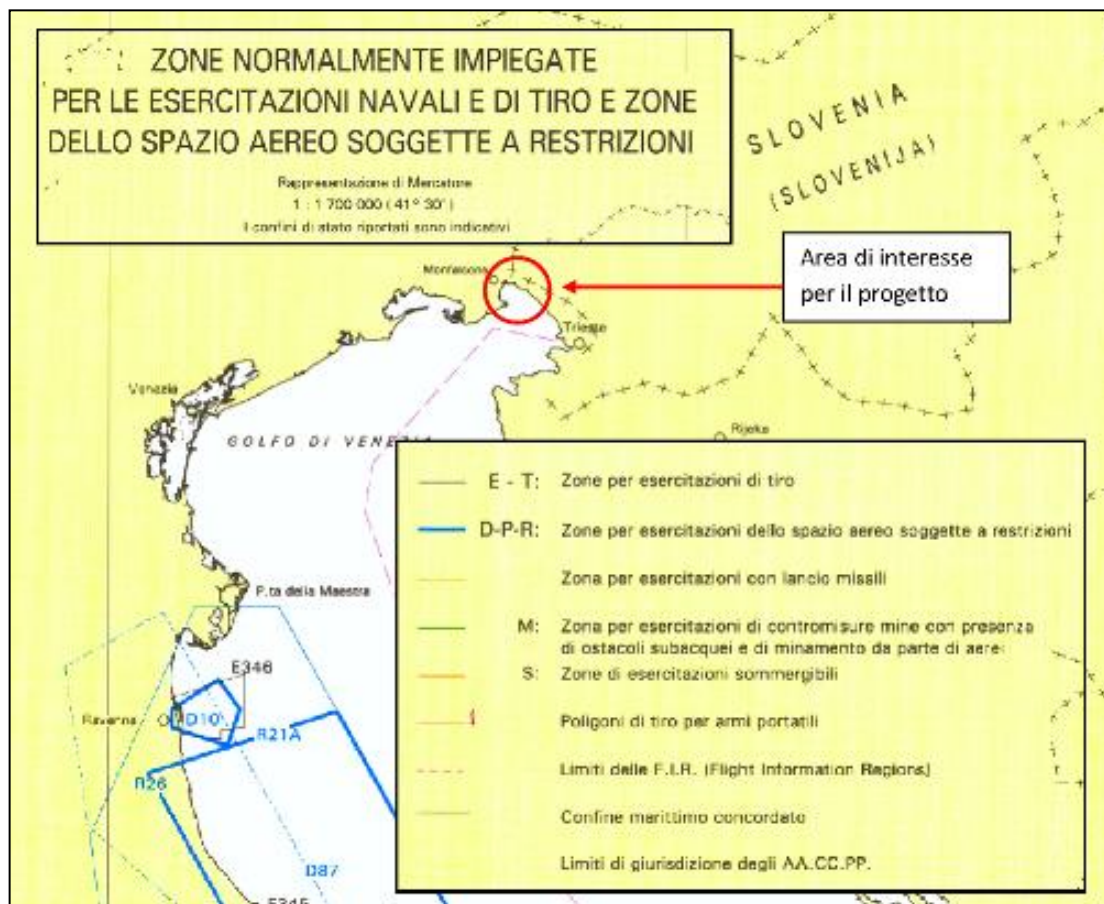 ZONE NORMALMENTE IMPIEGATE
PER LE ESERCITAZIONI NAVALI E DI TIRO E ZONE
DELLO SPAZIO AEREO SOGGETTE A RESTRIZIONI
Rappresentazione di Mercatore
1 : 1 700 000 ( 41° 30' )
I confini di stato riportati sono indicativi
SLOVENIA
(SLOVENIJA)
Area di interesse
per il progetto
Monfalcone
Trieste
Venezia
Rijeka
GOLFO DI VENEZIA
E - T: Zone per esercitazioni di tiro
D-P-R: Zone per esercitazioni dello spazio aereo soggette a restrizioni
Zona per esercitazioni con lancio missili
M: Zona per esercitazioni di contromisure mine con presenza
di ostacoli subacquei e di minamento da parte di aerei
S: Zone di esercitazioni sommergibili
Poligoni di tiro per armi portatili
Limiti delle F.I.R. (Flight Information Regions)
Confine marittimo concordato
Limiti di giurisdizione degli AA.CC.PP.
P.ta della Maestra
E346
Ravenna
D10
R21A
R26
D87
E345